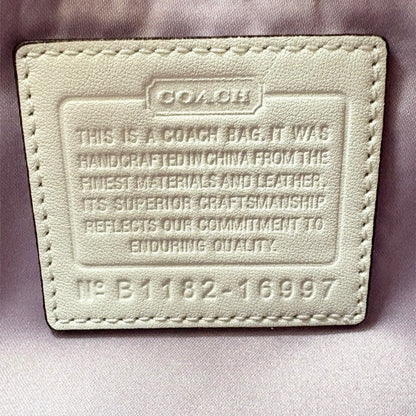 COACH
THIS IS A COACH BAG. IT WAS
HANDCRAFTED IN CHINA FROM THE
FINEST MATERIALS AND LEATHER.
ITS SUPERIOR CRAFTSMANSHIP
REFLECTS OUR COMMITMENT TO
ENDURING QUALITY.
Nº B1182-16997